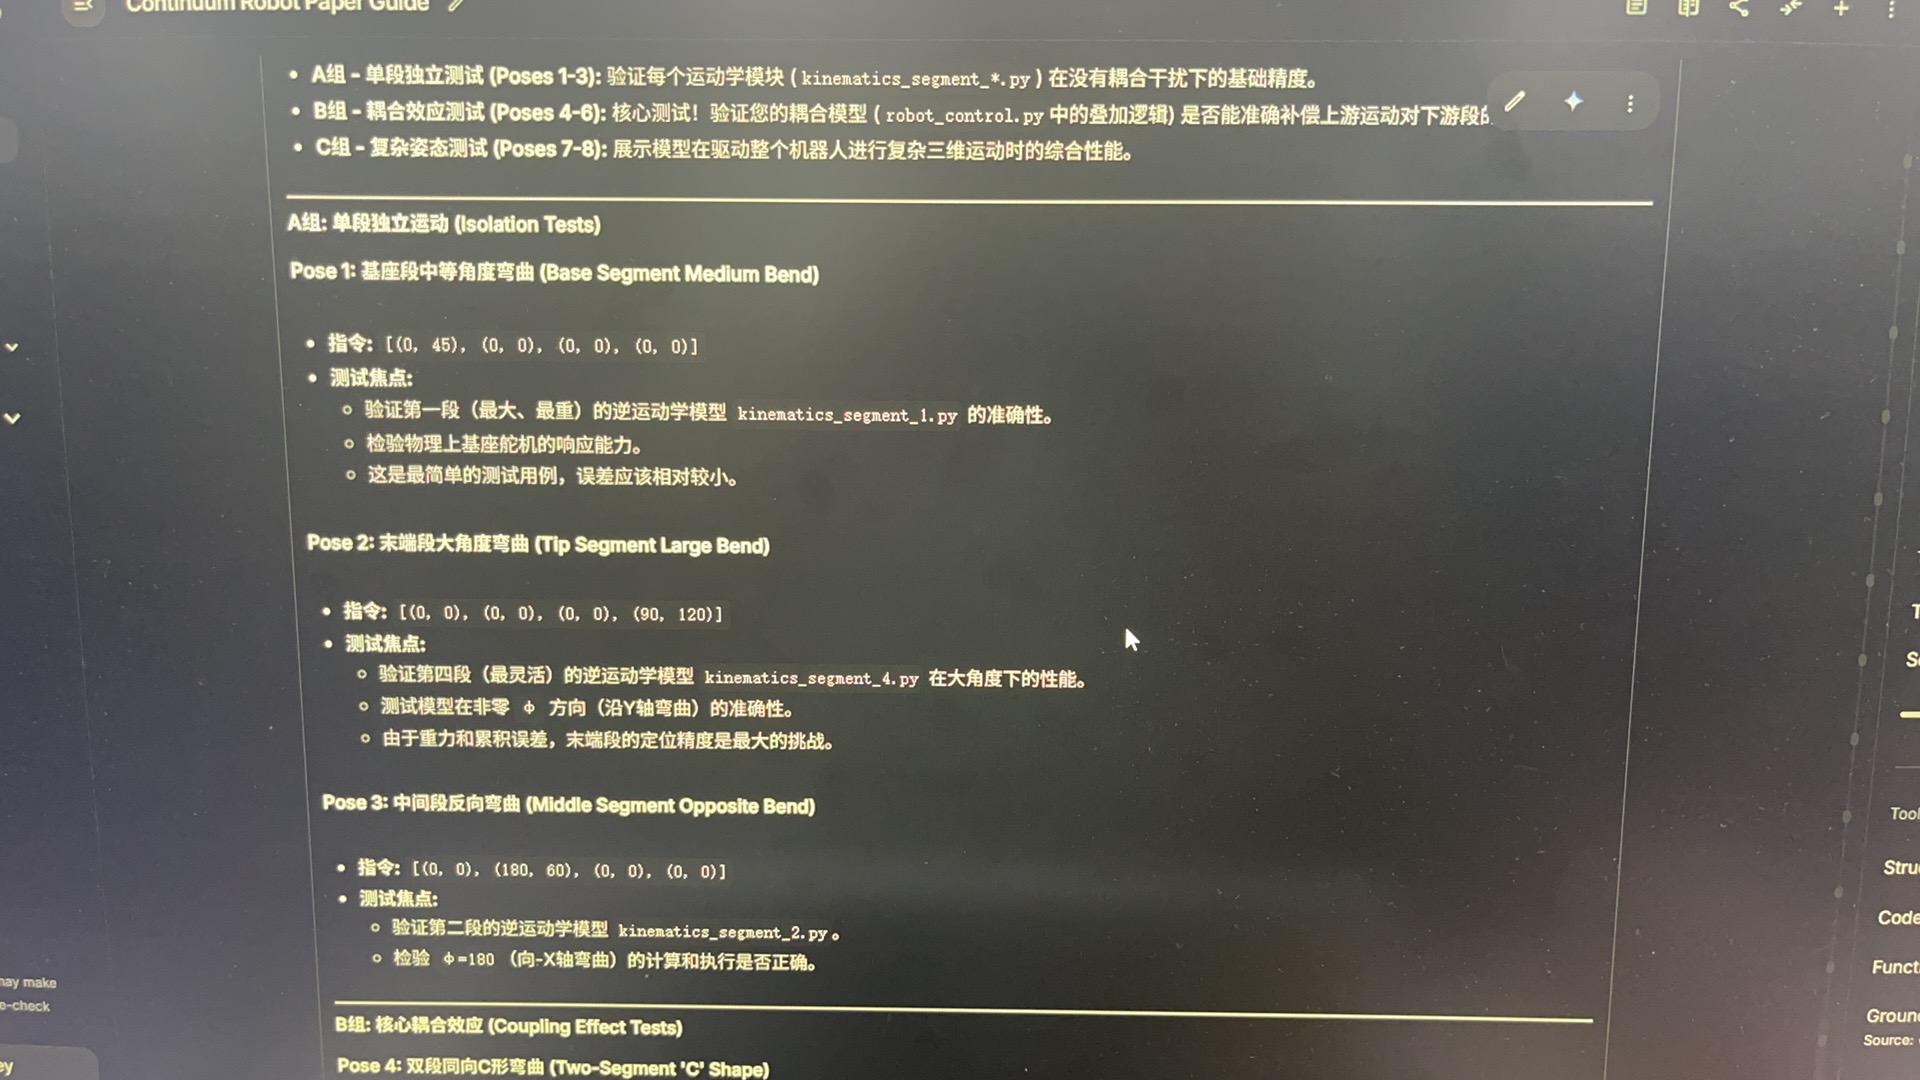 Continuum Robot Paper Guide
• A组 - 单段独立测试 (Poses 1-3): 验证每个运动学模块 ( kinematics_segment_*.py ) 在没有耦合干扰下的基础精度。
• B组 - 耦合效应测试 (Poses 4-6): 核心测试！验证您的耦合模型 ( robot_control.py 中的叠加逻辑) 是否能准确补偿上游运动对下游段
• C组 - 复杂姿态测试 (Poses 7-8): 展示模型在驱动整个机器人进行复杂三维运动时的综合性能。
A组: 单段独立运动 (Isolation Tests)
Pose 1: 基座段中等角度弯曲 (Base Segment Medium Bend)
• 指令: [(0, 45), (0, 0), (0, 0), (0, 0)]
• 测试焦点:
○ 验证第一段（最大、最重）的逆运动学模型 kinematics_segment_1.py 的准确性。
○ 检验物理上基座舵机的响应能力。
○ 这是最简单的测试用例，误差应该相对较小。
Pose 2: 末端段大角度弯曲 (Tip Segment Large Bend)
• 指令: [(0, 0), (0, 0), (0, 0), (90, 120)]
• 测试焦点:
○ 验证第四段（最灵活）的逆运动学模型 kinematics_segment_4.py 在大角度下的性能。
○ 测试模型在非零 φ 方向（沿Y轴弯曲）的准确性。
○ 由于重力和累积误差，末端段的定位精度是最大的挑战。
Pose 3: 中间段反向弯曲 (Middle Segment Opposite Bend)
• 指令: [(0, 0), (180, 60), (0, 0), (0, 0)]
• 测试焦点:
○ 验证第二段的逆运动学模型 kinematics_segment_2.py 。
○ 检验 φ=180 （向-X轴弯曲）的计算和执行是否正确。
B组: 核心耦合效应 (Coupling Effect Tests)
Pose 4: 双段同向C形弯曲 (Two-Segment 'C' Shape)
may make
e-check
ey
Tool
Stru
Code
Funct
Groun
Source: